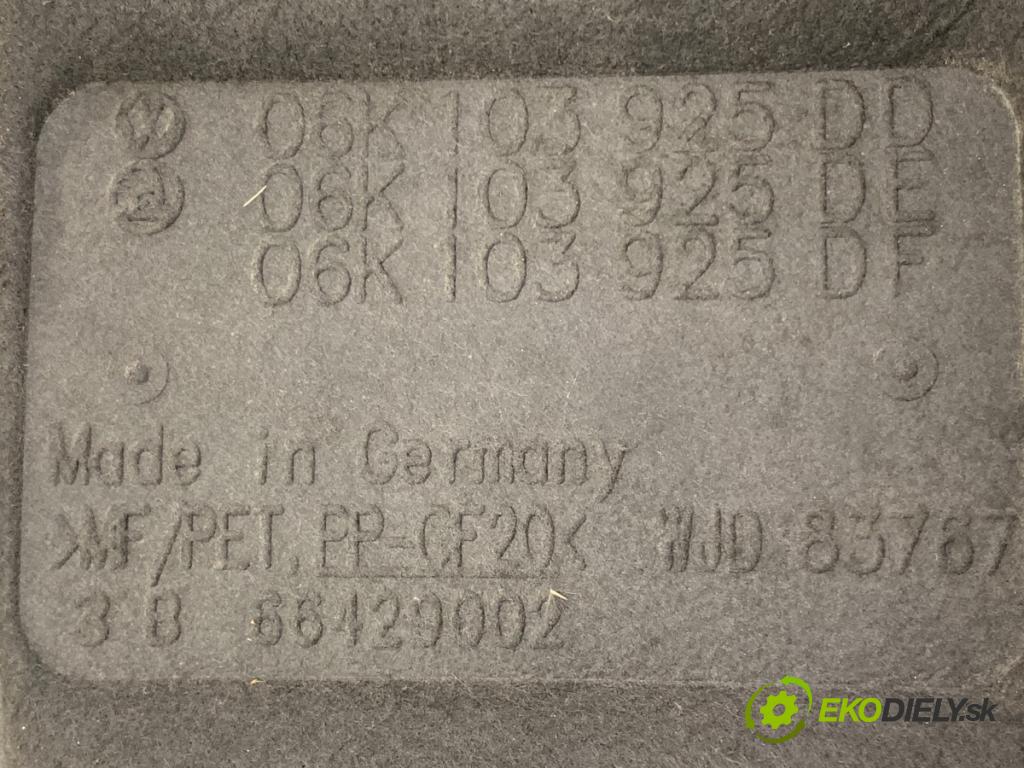 06K 103 925 DD
06K 103 925 DE
06K 103 925 DF
Made in Germany
>MF/PET, PP-CF20< WJD 83767
3 B 66429002
EKODIELY.sk